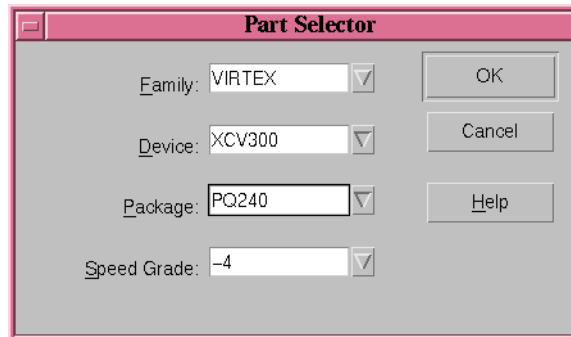 Part Selector
Family: VIRTEX
OK
Device: XCV300
Cancel
Package: PQ240
Help
Speed Grade: -4